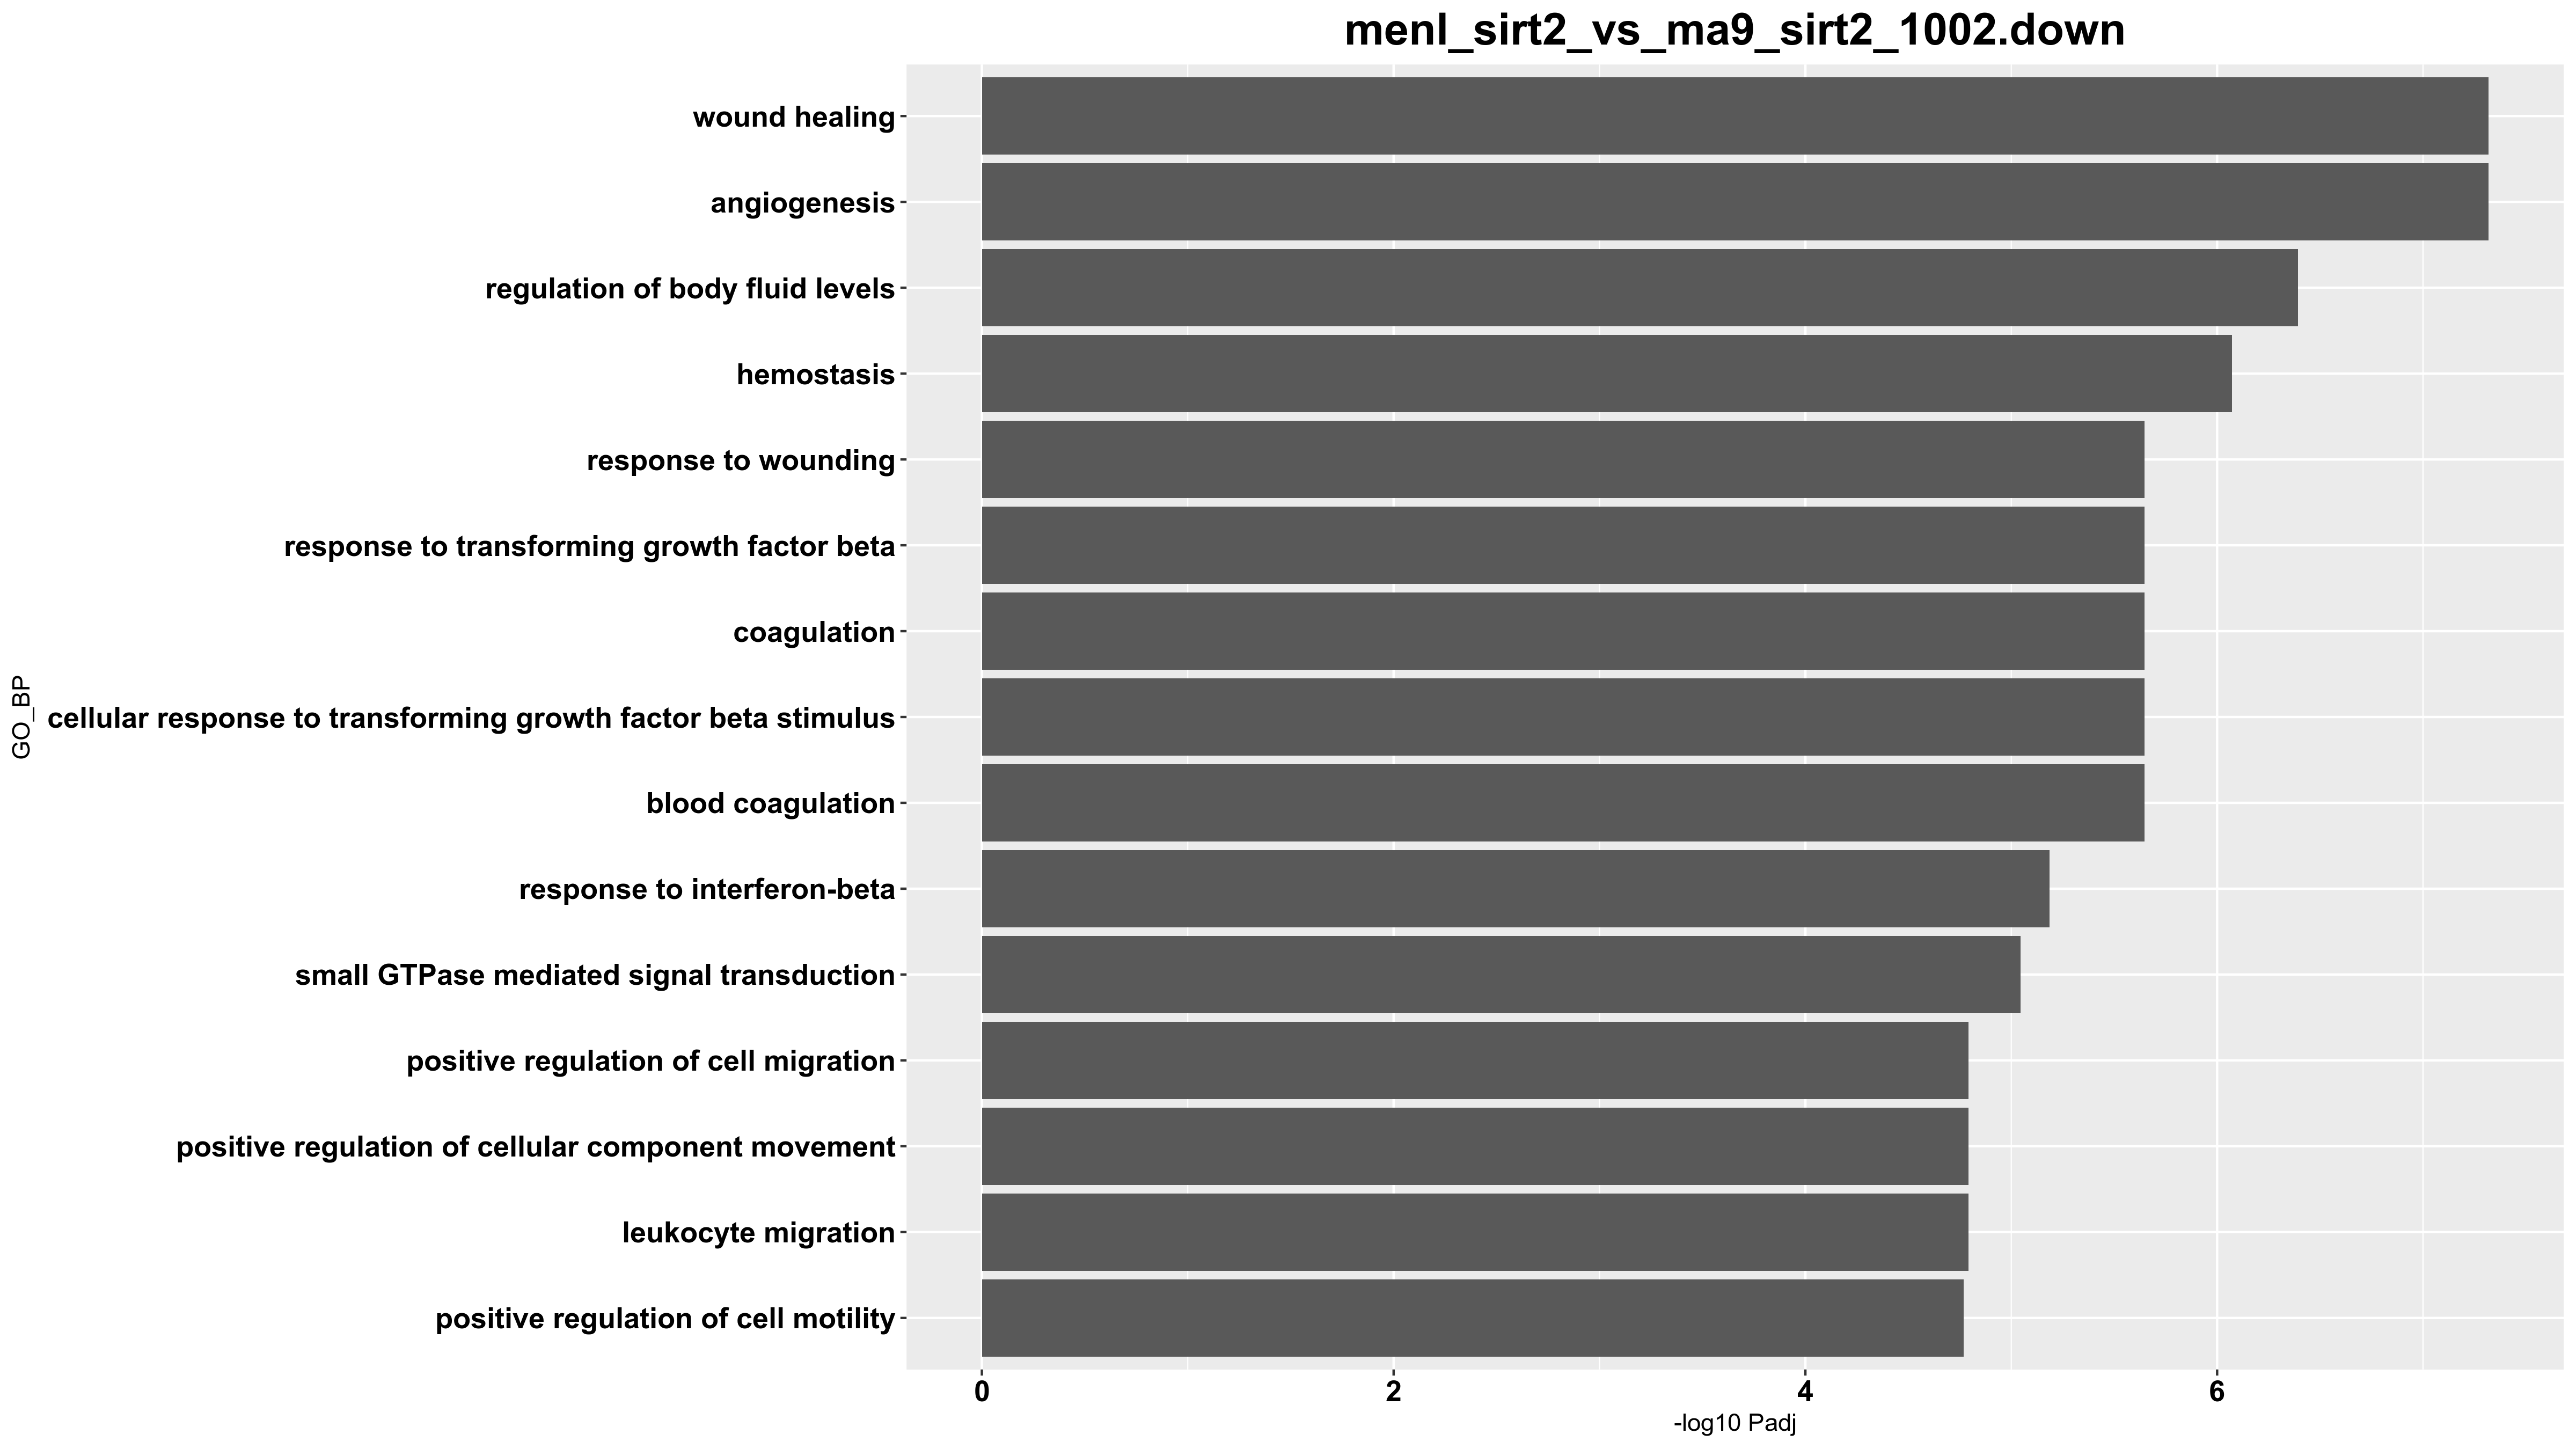 menI_sirt2_vs_ma9_sirt2_1002.down
wound healing
angiogenesis
regulation of body fluid levels
hemostasis
response to wounding
response to transforming growth factor beta
coagulation
cellular response to transforming growth factor beta stimulus
blood coagulation
response to interferon-beta
small GTPase mediated signal transduction
positive regulation of cell migration
positive regulation of cellular component movement
leukocyte migration
positive regulation of cell motility
GO_BP
0 2 4 6
-log10 Padj